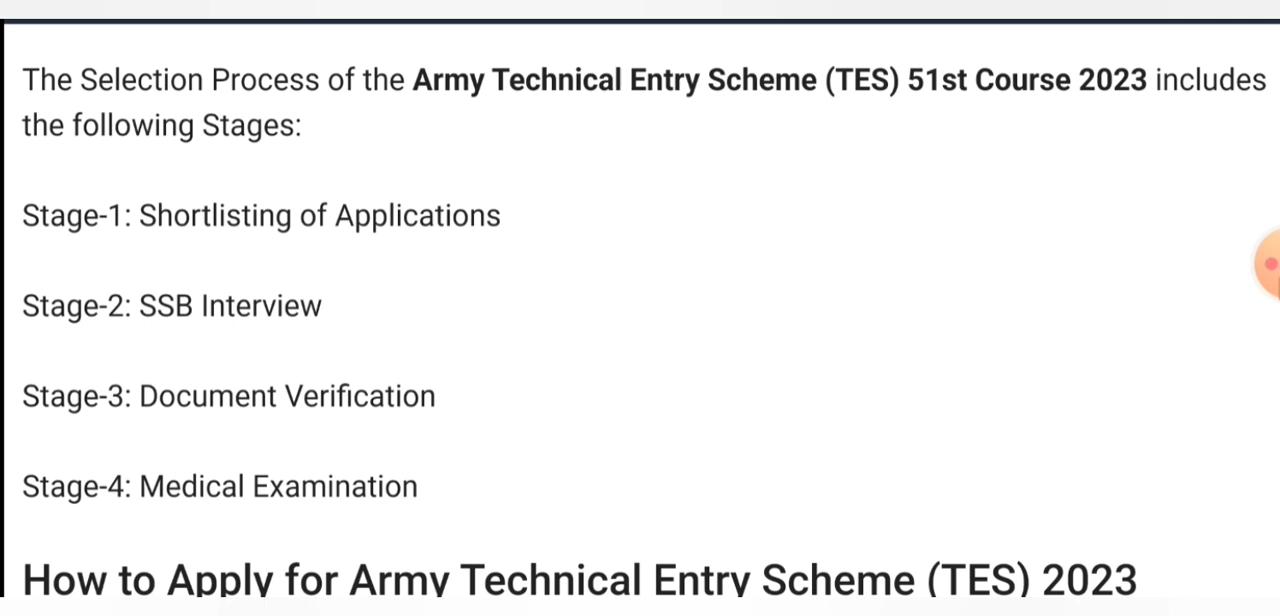 The Selection Process of the Army Technical Entry Scheme (TES) 51st Course 2023 includes
the following Stages:
Stage-1: Shortlisting of Applications
Stage-2: SSB Interview
Stage-3: Document Verification
Stage-4: Medical Examination
How to Apply for Army Technical Entry Scheme (TES) 2023